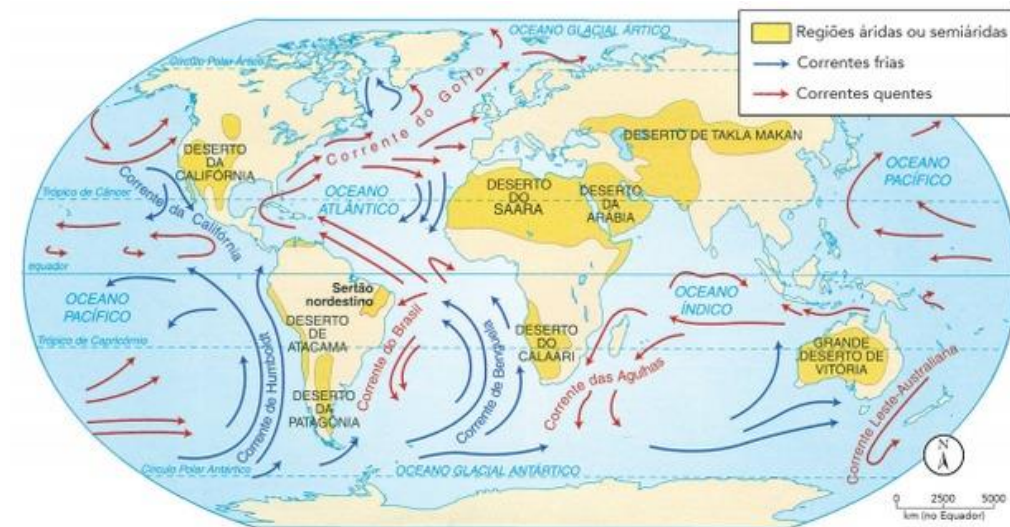 OCEANO GLACIAL ÁRTICO
Regiões áridas ou semiáridas
Correntes frias
Correntes quentes
Círculo Polar Ártico
Corrente do Golfo
DESERTO
DA
CALIFÓRNIA
DESERTO DE TAKLA MAKAN
Trópico de Câncer
Corrente da Califórnia
OCEANO
ATLÂNTICO
DESERTO
DO
SAARA
DESERTO
DA
ARÁBIA
OCEANO
PACÍFICO
equador
Sertão
nordestino
OCEANO
PACÍFICO
OCEANO
ÍNDICO
Trópico de Capricórnio
DESERTO
DE
ATACAMA
Corrente do Brasil
Corrente de Benguela
DESERTO
DO
CALAARI
GRANDE
DESERTO DE
VITÓRIA
Corrente de Humboldt
DESERTO
DA
PATAGÔNIA
Corrente das Agulhas
Corrente Leste-Australiana
Círculo Polar Antártico
OCEANO GLACIAL ANTÁRTICO
N
0 2500 5000
km (no Equador)